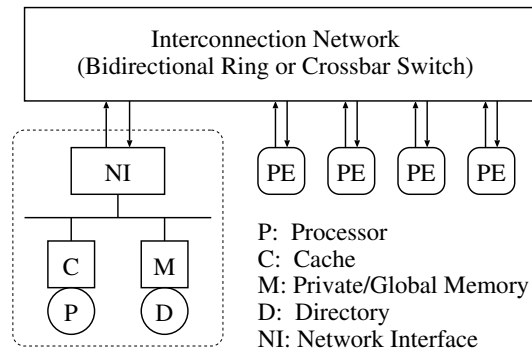 Interconnection Network
(Bidirectional Ring or Crossbar Switch)
NI
PE PE PE PE
C M
P D
P: Processor
C: Cache
M: Private/Global Memory
D: Directory
NI: Network Interface